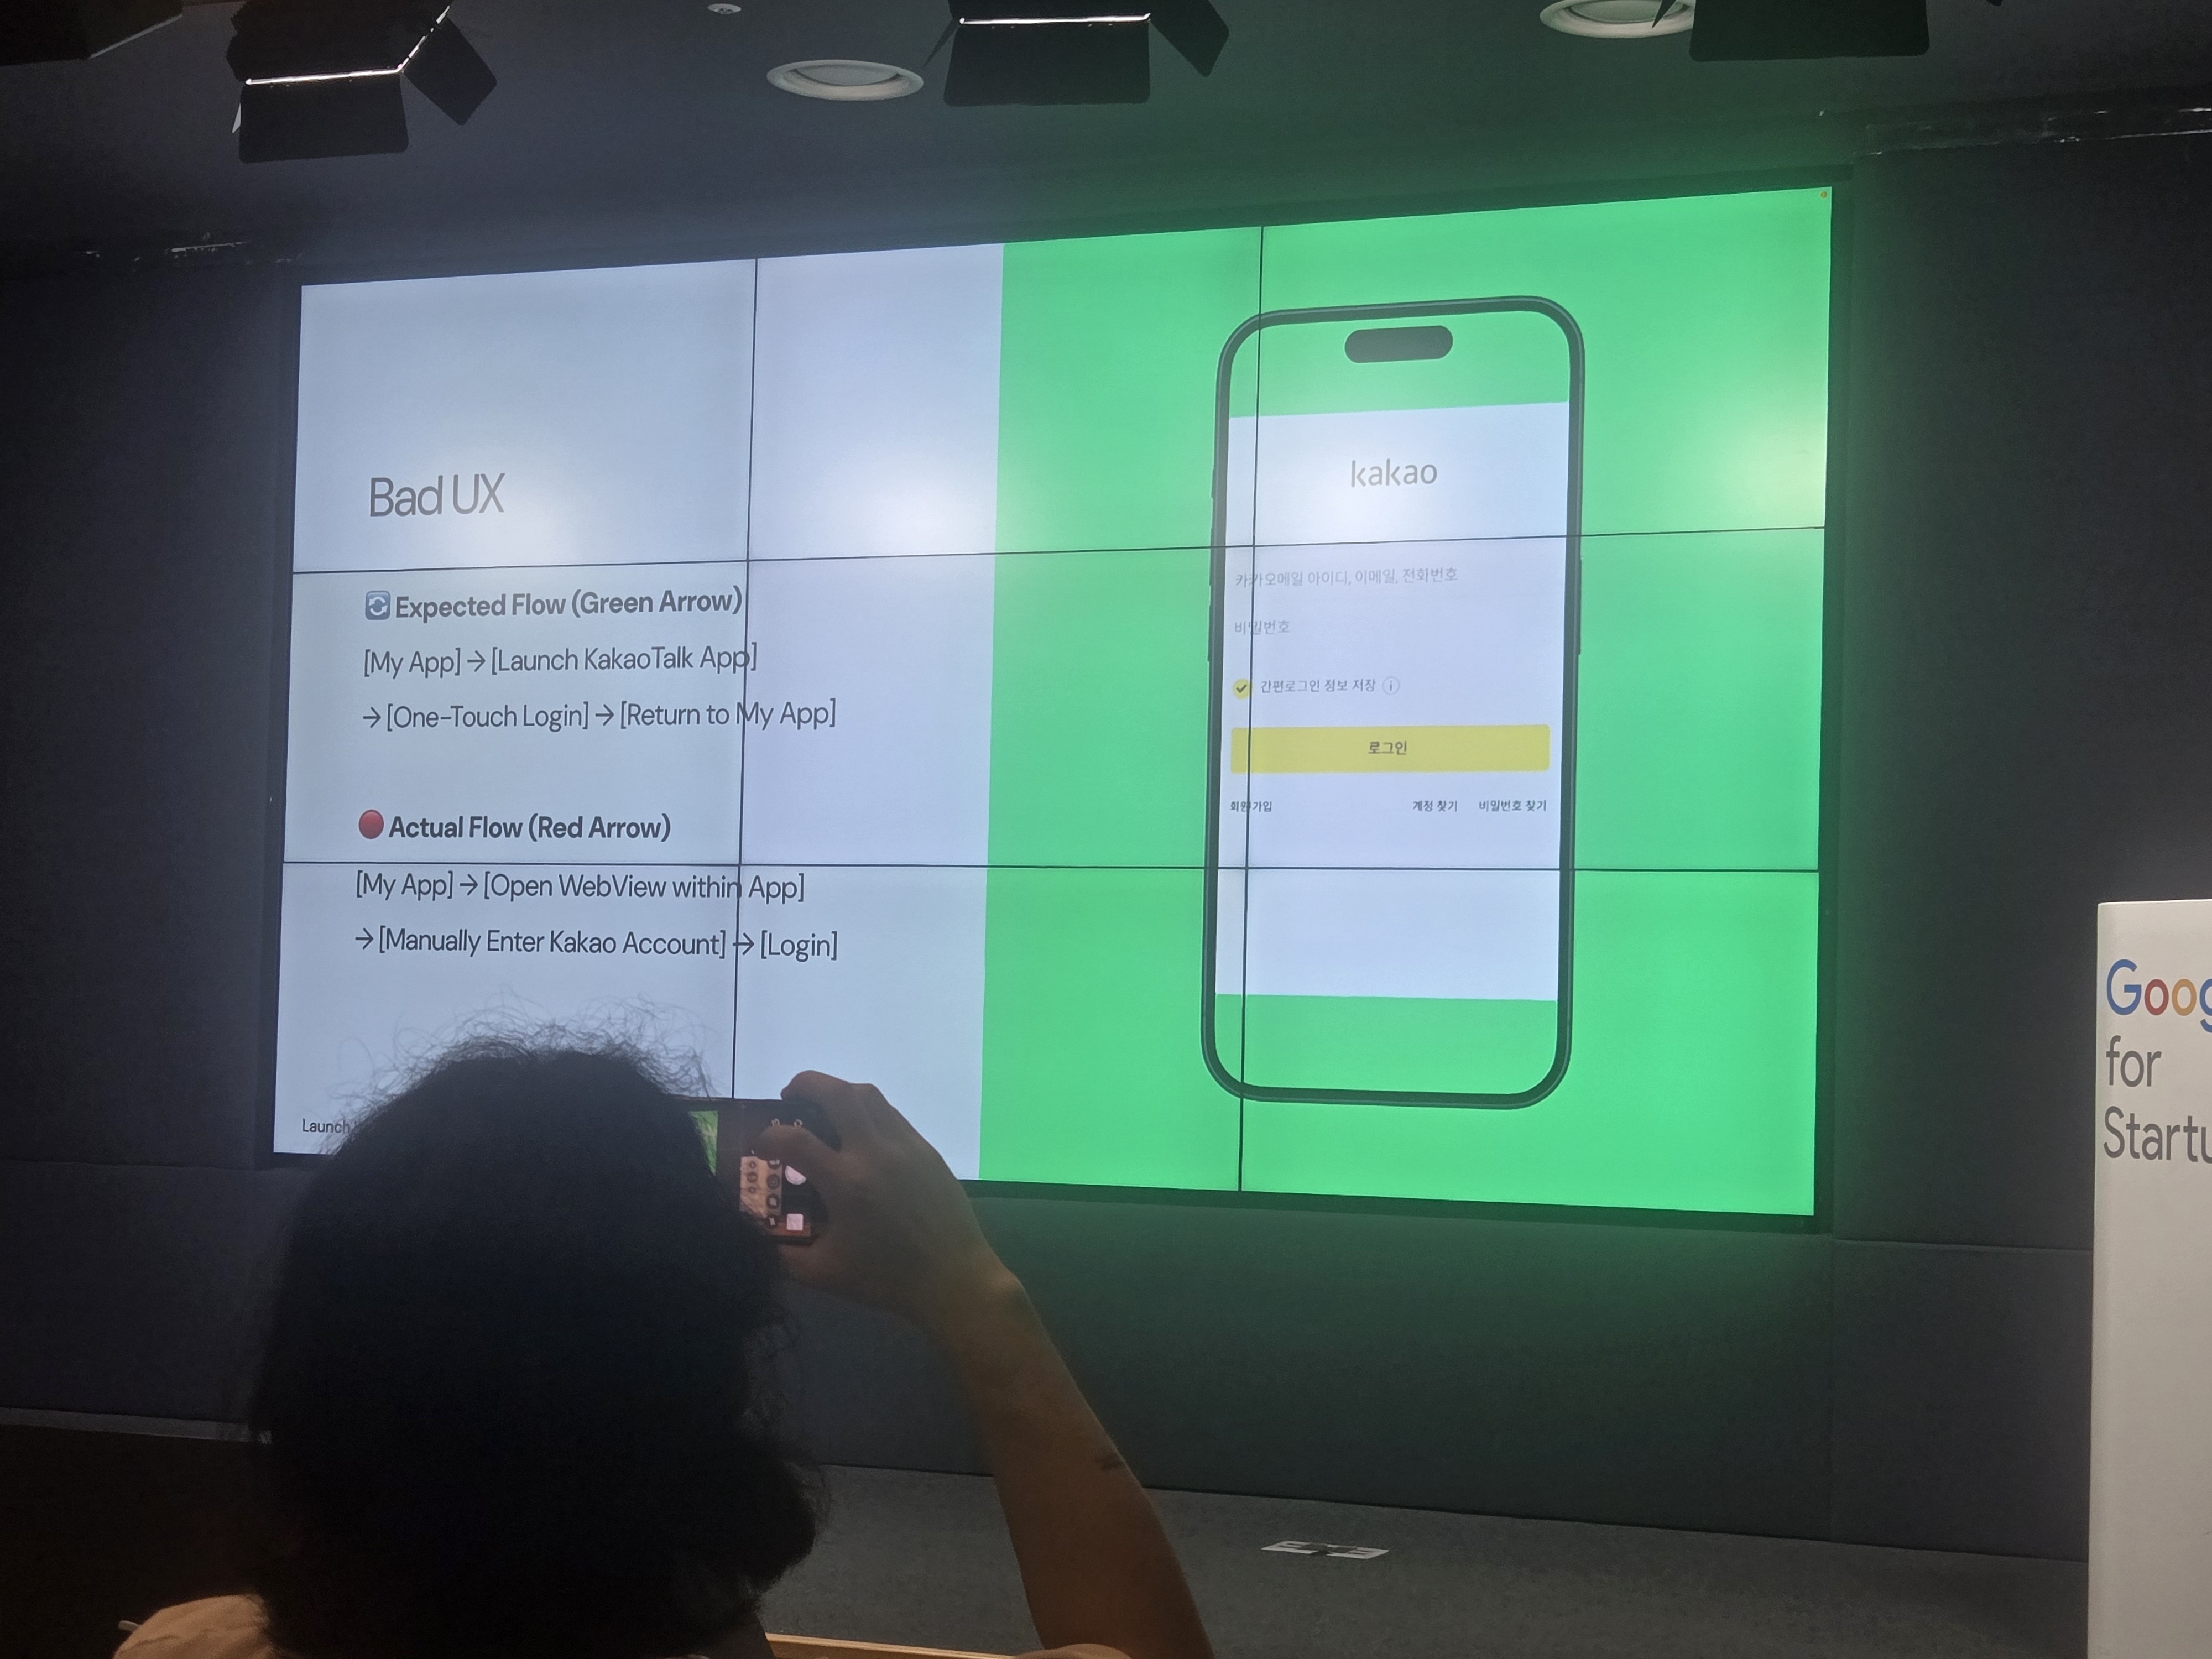 Bad UX
Expected Flow (Green Arrow)
[My App] → [Launch KakaoTalk App]
→ [One-Touch Login] → [Return to My App]
Actual Flow (Red Arrow)
[My App] → [Open WebView within App]
→ [Manually Enter Kakao Account] → [Login]
Launch
kakao
카카오메일 아이디, 이메일, 전화번호
비밀번호
간편로그인 정보 저장
로그인
회원가입 계정 찾기 비밀번호 찾기
Goog
for
Startu